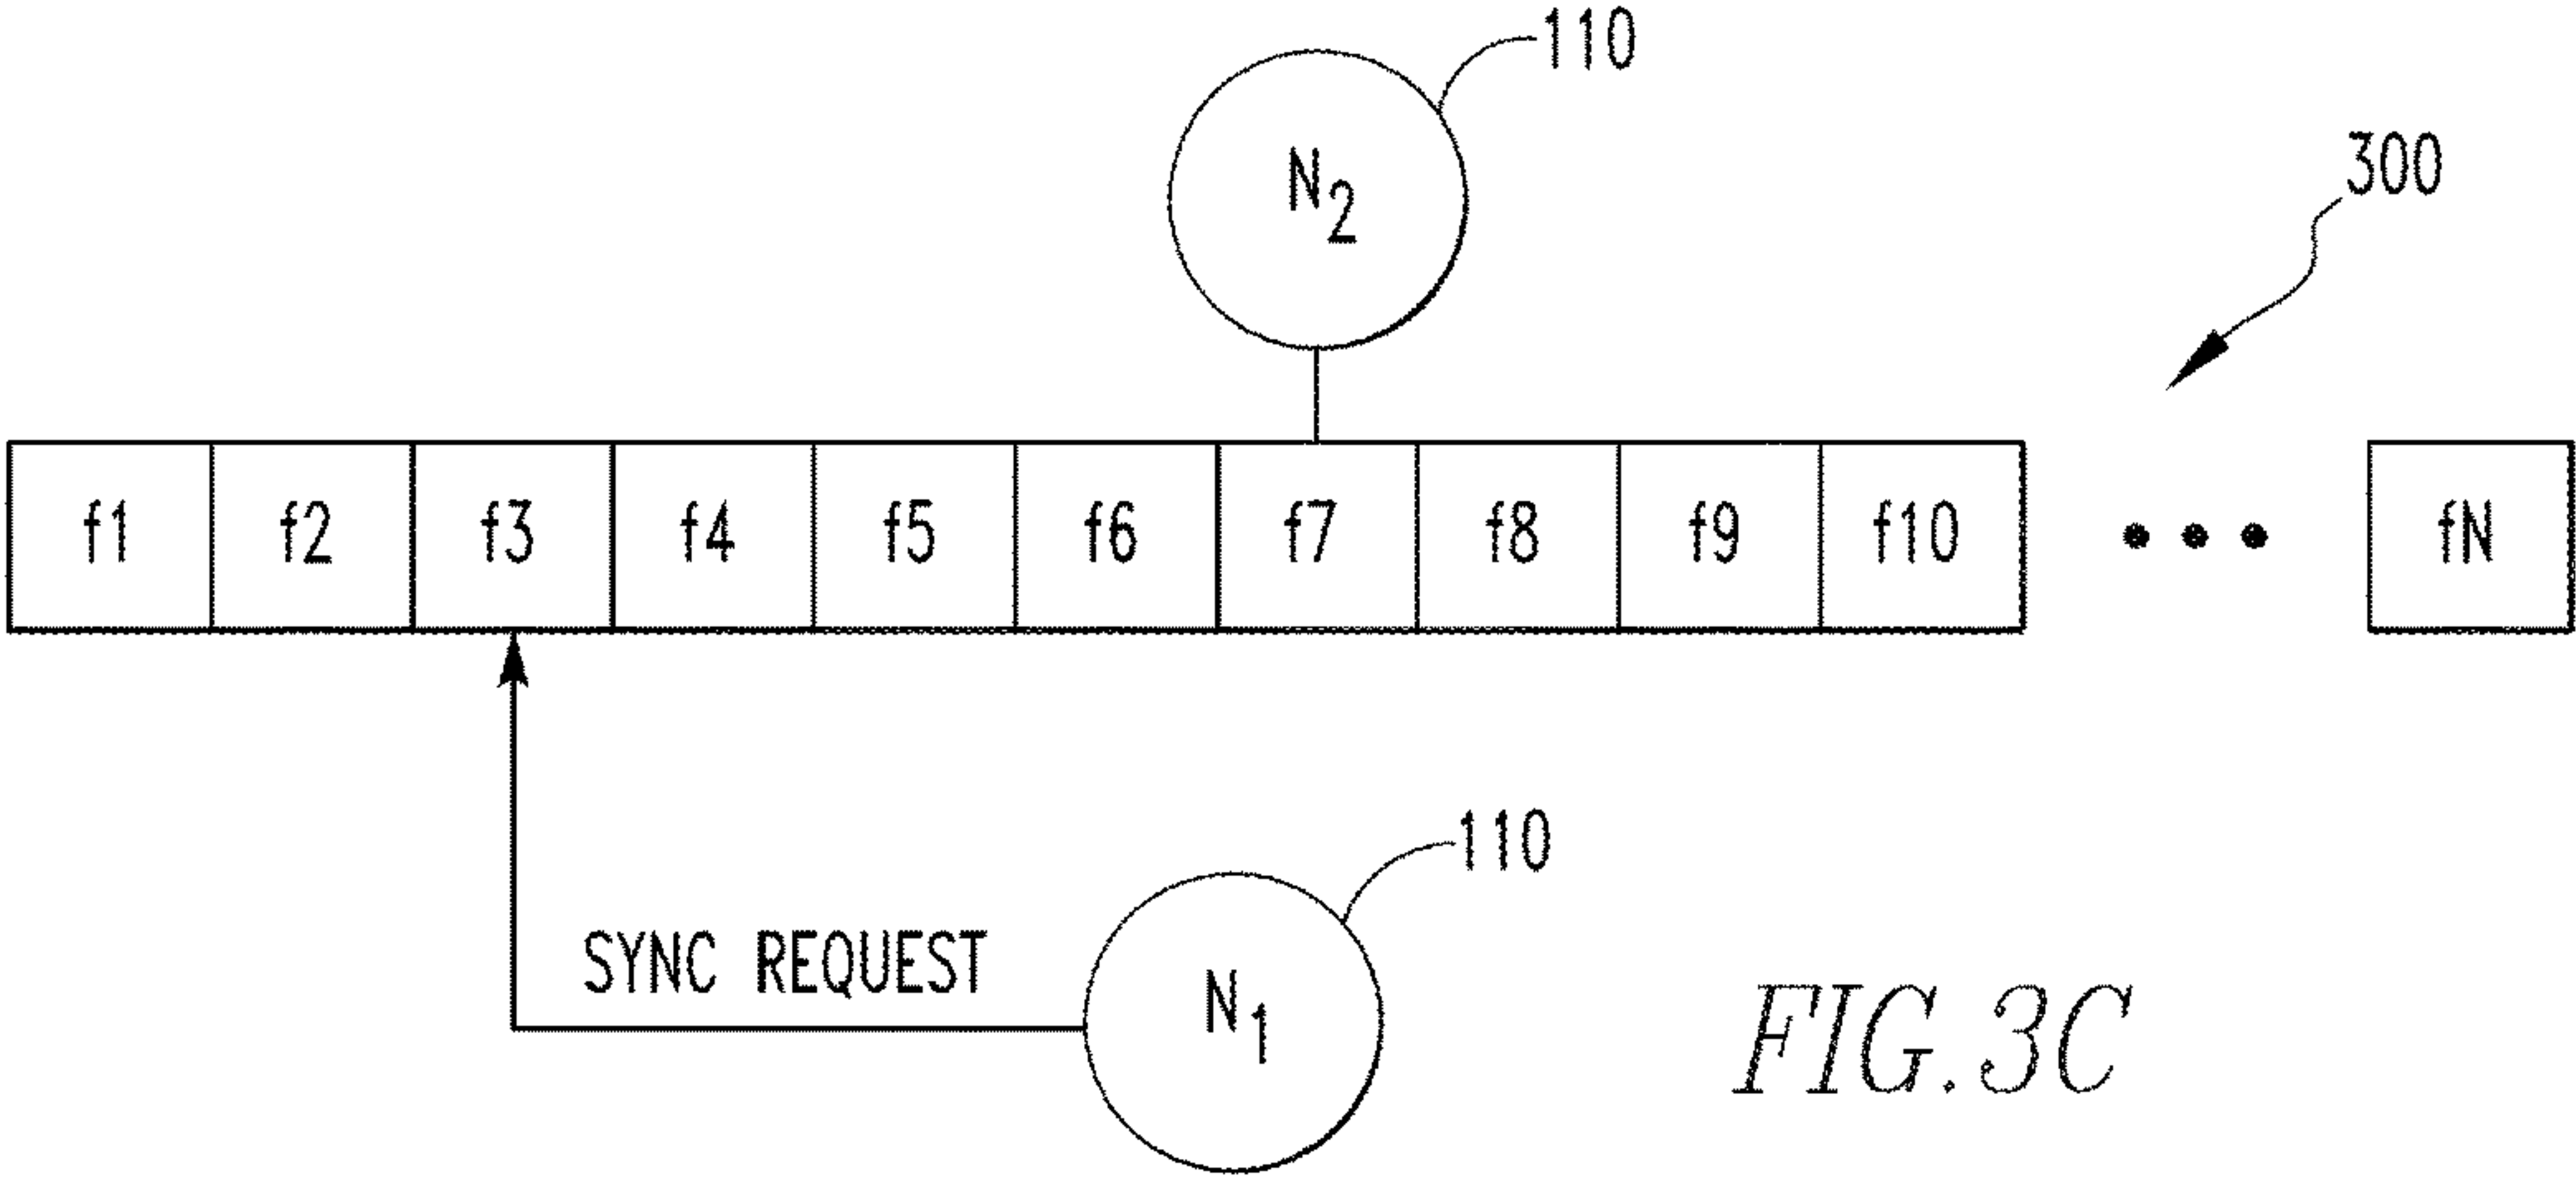 110
N2
300
f1 f2 f3 f4 f5 f6 f7 f8 f9 f10 ••• fN
110
SYNC REQUEST
N1
FIG.3C